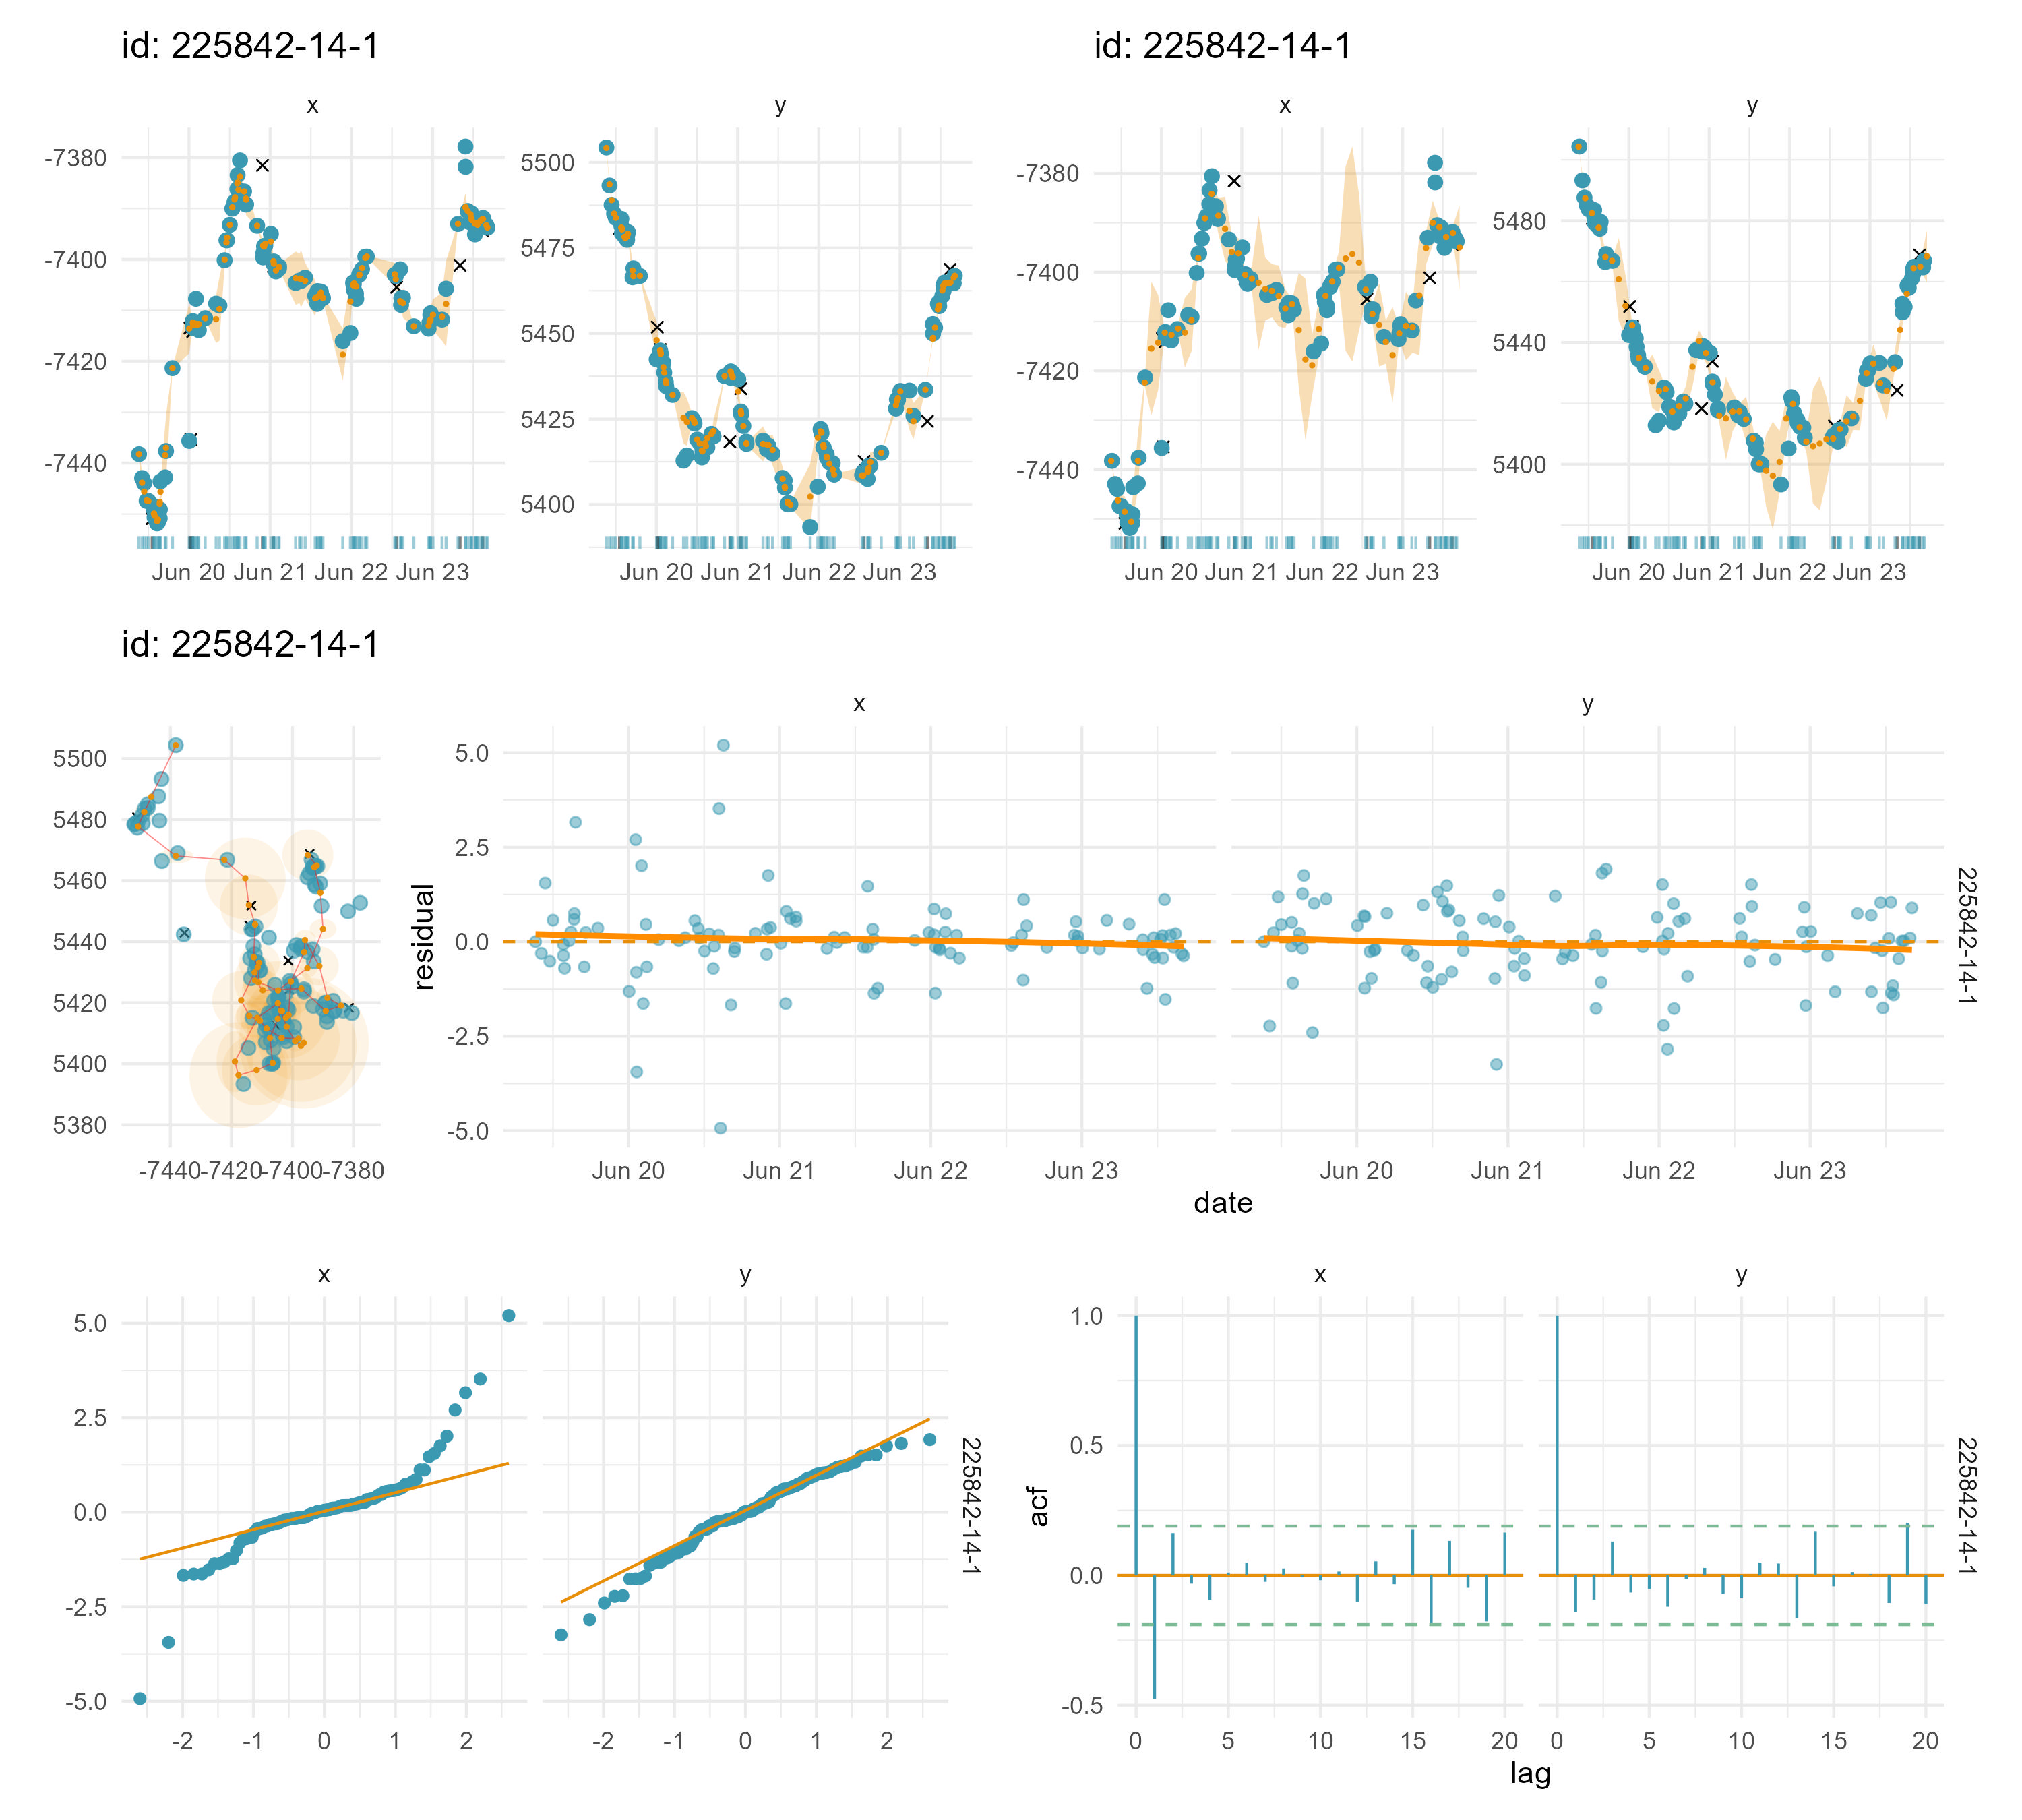 id: 225842-14-1
id: 225842-14-1
x
y
x
y
-7380
-7400
-7420
-7440
5500
5475
5450
5425
5400
-7380
-7400
-7420
-7440
5480
5440
5400
Jun 20 Jun 21 Jun 22 Jun 23
Jun 20 Jun 21 Jun 22 Jun 23
Jun 20 Jun 21 Jun 22 Jun 23
Jun 20 Jun 21 Jun 22 Jun 23
id: 225842-14-1
x
y
5500
5480
5460
5440
5420
5400
5380
-7440-7420-7400-7380
residual
5.0
2.5
0.0
-2.5
-5.0
Jun 20 Jun 21 Jun 22 Jun 23
Jun 20 Jun 21 Jun 22 Jun 23
date
225842-14-1
x
y
5.0
2.5
0.0
-2.5
-5.0
-2 -1 0 1 2
-2 -1 0 1 2
225842-14-1
x
y
acf
1.0
0.5
0.0
-0.5
0 5 10 15 20
0 5 10 15 20
lag
225842-14-1